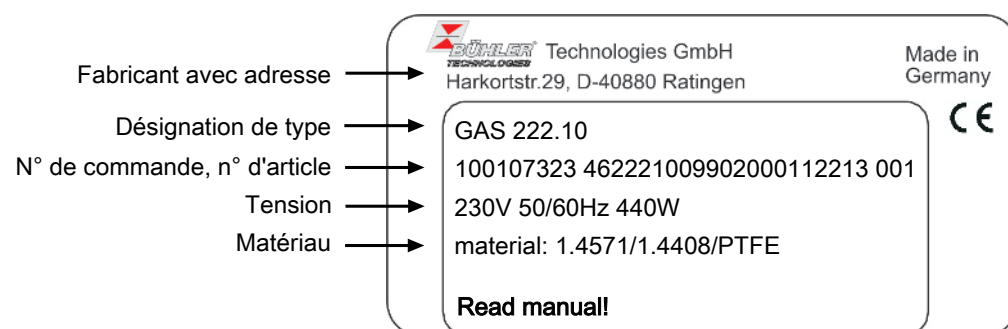 BÜHLER Technologies GmbH
TECHNOLOGIES
Made in
Germany
Fabricant avec adresse
Harkortstr.29, D-40880 Ratingen
Désignation de type
GAS 222.10
N° de commande, n° d'article
100107323 462221009902000112213 001
Tension
230V 50/60Hz 440W
Matériau
material: 1.4571/1.4408/PTFE
Read manual!
CE